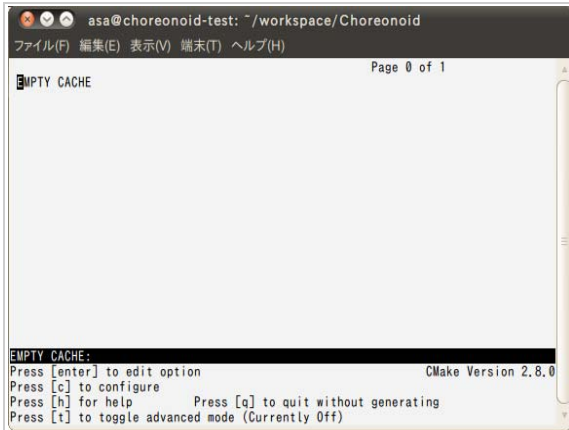 asa@choreonoid-test: ~/workspace/Choreonoid
ファイル(F) 編集(E) 表示(V) 端末(T) ヘルプ(H)
Page 0 of 1
EMPTY CACHE
EMPTY CACHE:
Press [enter] to edit option CMake Version 2.8.0
Press [c] to configure
Press [h] for help Press [q] to quit without generating
Press [t] to toggle advanced mode (Currently Off)